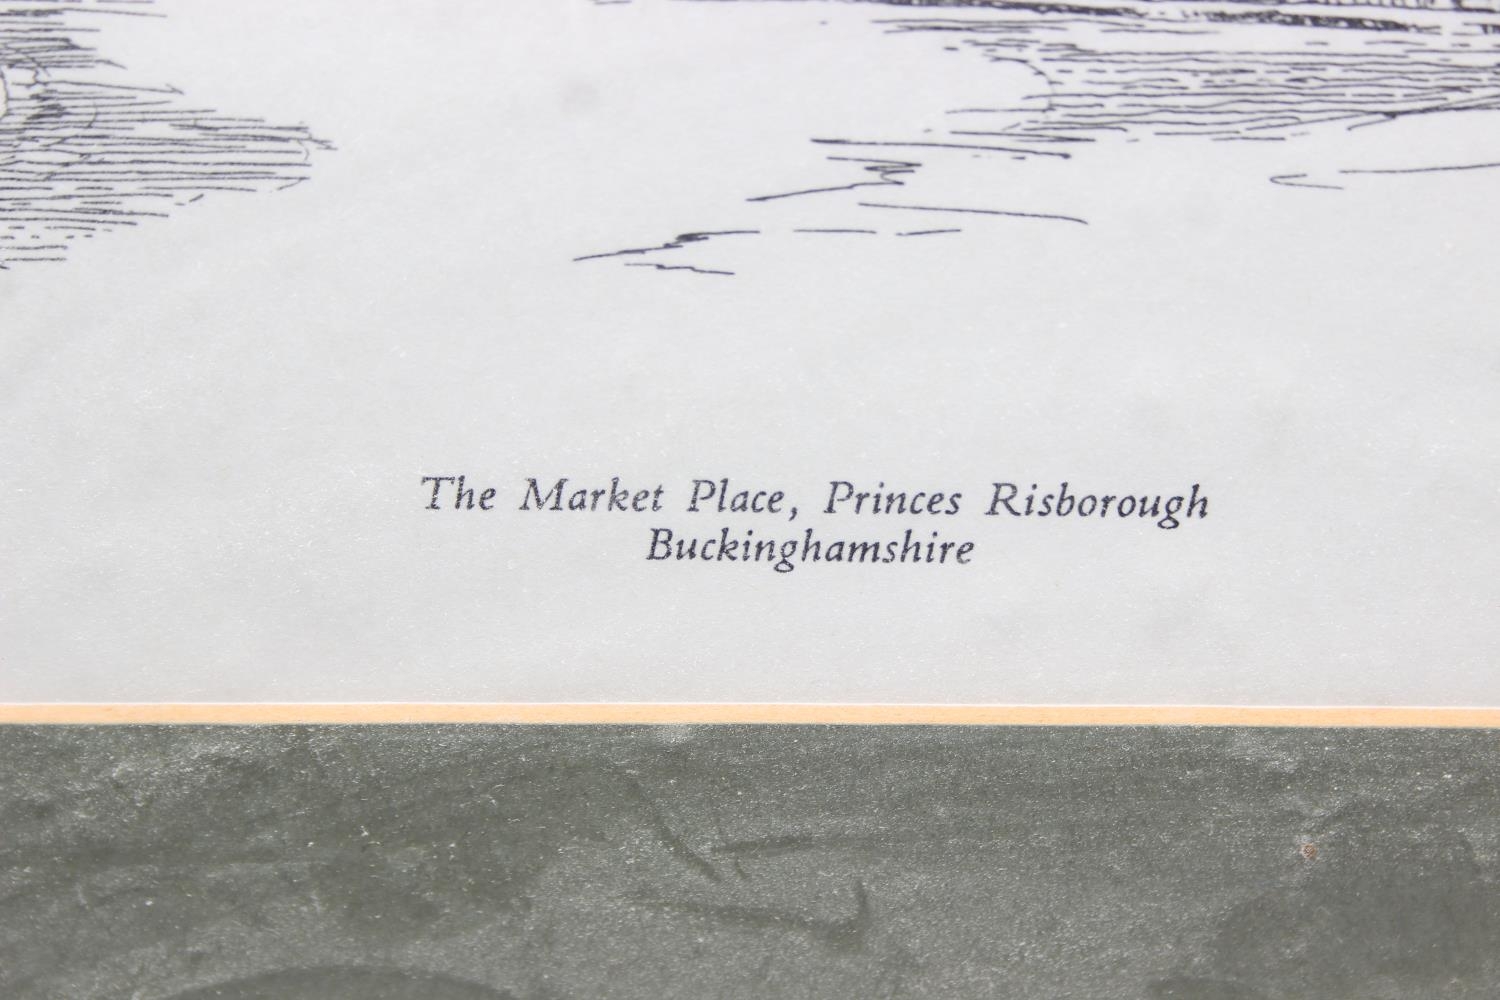 The Market Place, Princes Risborough
Buckinghamshire